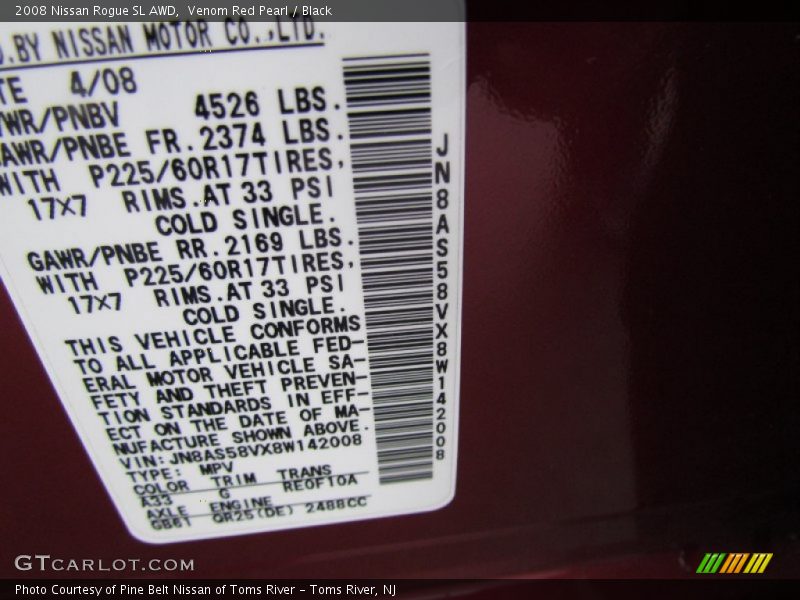 2008 Nissan Rogue SL AWD,  Venom Red Pearl / Black
D.BY NISSAN MOTOR CO.,LTD.
TE 4/08
VWR/PNBV 4526 LBS.
GAWR/PNBE FR.2374 LBS.
WITH P225/60R17TIRES,
17X7 RIMS.AT 33 PSI
COLD SINGLE.
GAWR/PNBE RR.2169 LBS.
WITH P225/60R17TIRES,
17X7 RIMS.AT 33 PSI
COLD SINGLE.
THIS VEHICLE CONFORMS
TO ALL APPLICABLE FED-
ERAL MOTOR VEHICLE SA-
FETY AND THEFT PREVEN-
TION STANDARDS IN EFF-
ECT ON THE DATE OF MA-
NUFACTURE SHOWN ABOVE.
VIN: JN8AS58VX8W142008
TYPE: MPV
COLOR TRIM TRANS
A33 G RE0F10A
AXLE ENGINE
GB61 QR25(DE) 2488CC
JN8AS58VX8W142008
GTCARLOT.COM
Photo Courtesy of Pine Belt Nissan of Toms River – Toms River, NJ